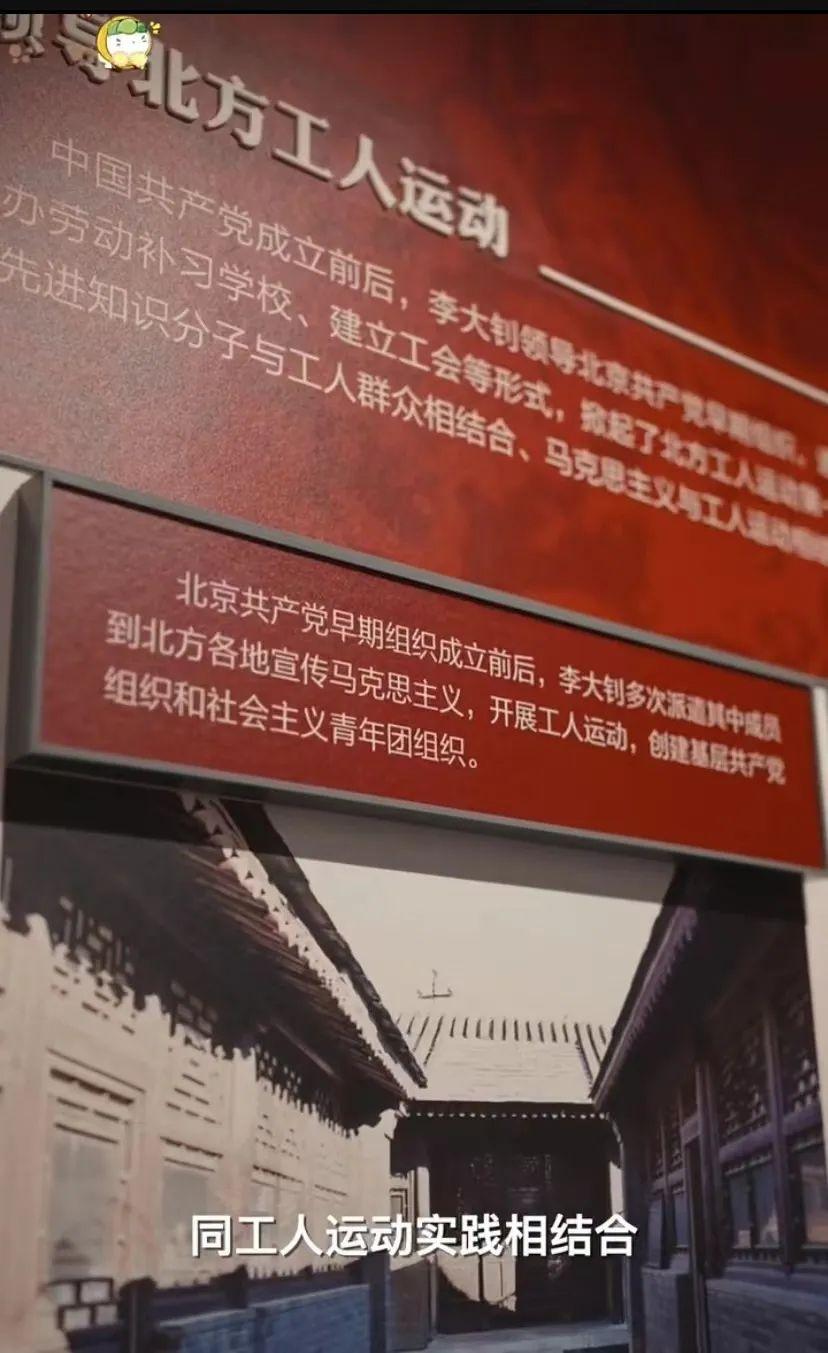 领导北方工人运动
中国共产党成立前后，李大钊领导北京共产党早期组织，
办劳动补习学校、建立工会等形式，掀起了北方工人运动第一
先进知识分子与工人群众相结合、马克思主义与工人运动相结
北京共产党早期组织成立前后，李大钊多次派遣其中成员
到北方各地宣传马克思主义，开展工人运动，创建基层共产党
组织和社会主义青年团组织。
同工人运动实践相结合